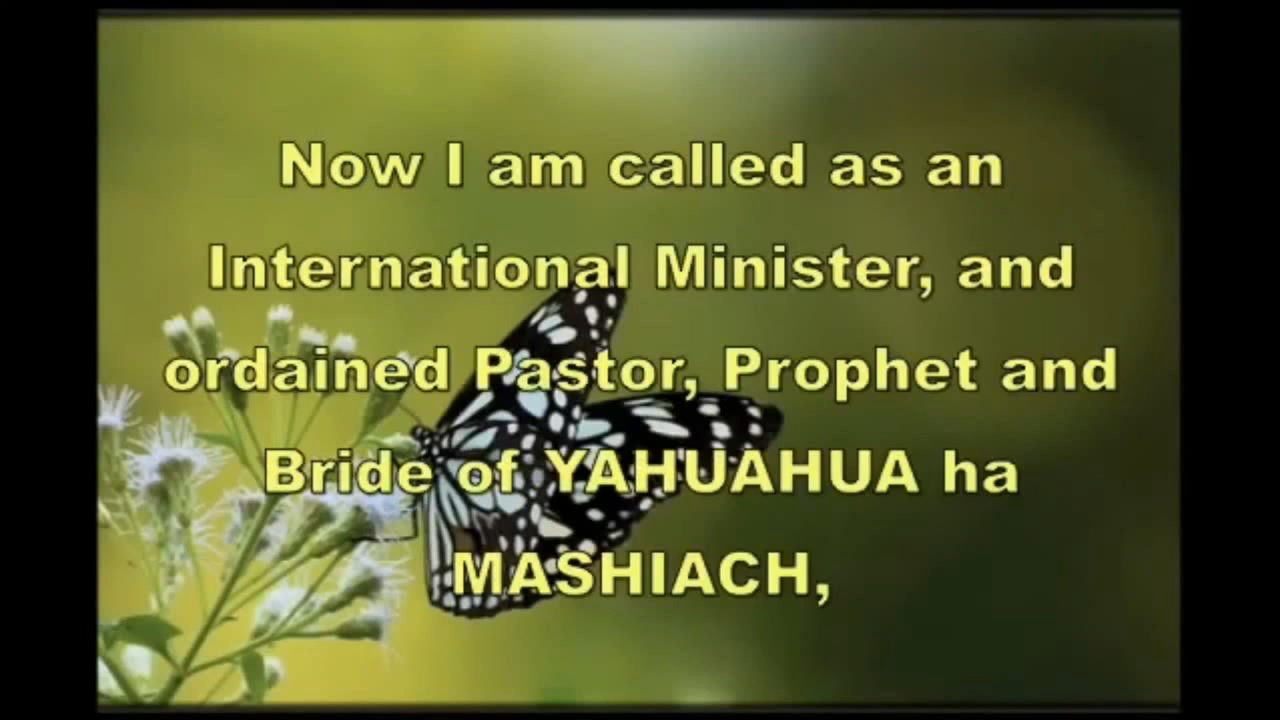 Now I am called as an
International Minister, and
ordained Pastor, Prophet and
Bride of YAHUAHUA ha
MASHIACH,